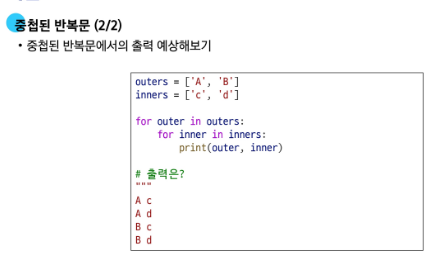 중첩된 반복문 (2/2)
• 중첩된 반복문에서의 출력 예상해보기
outers = ['A', 'B']
inners = ['c', 'd']
for outer in outers:
    for inner in inners:
        print(outer, inner)
# 출력은?
"""
A c
A d
B c
B d